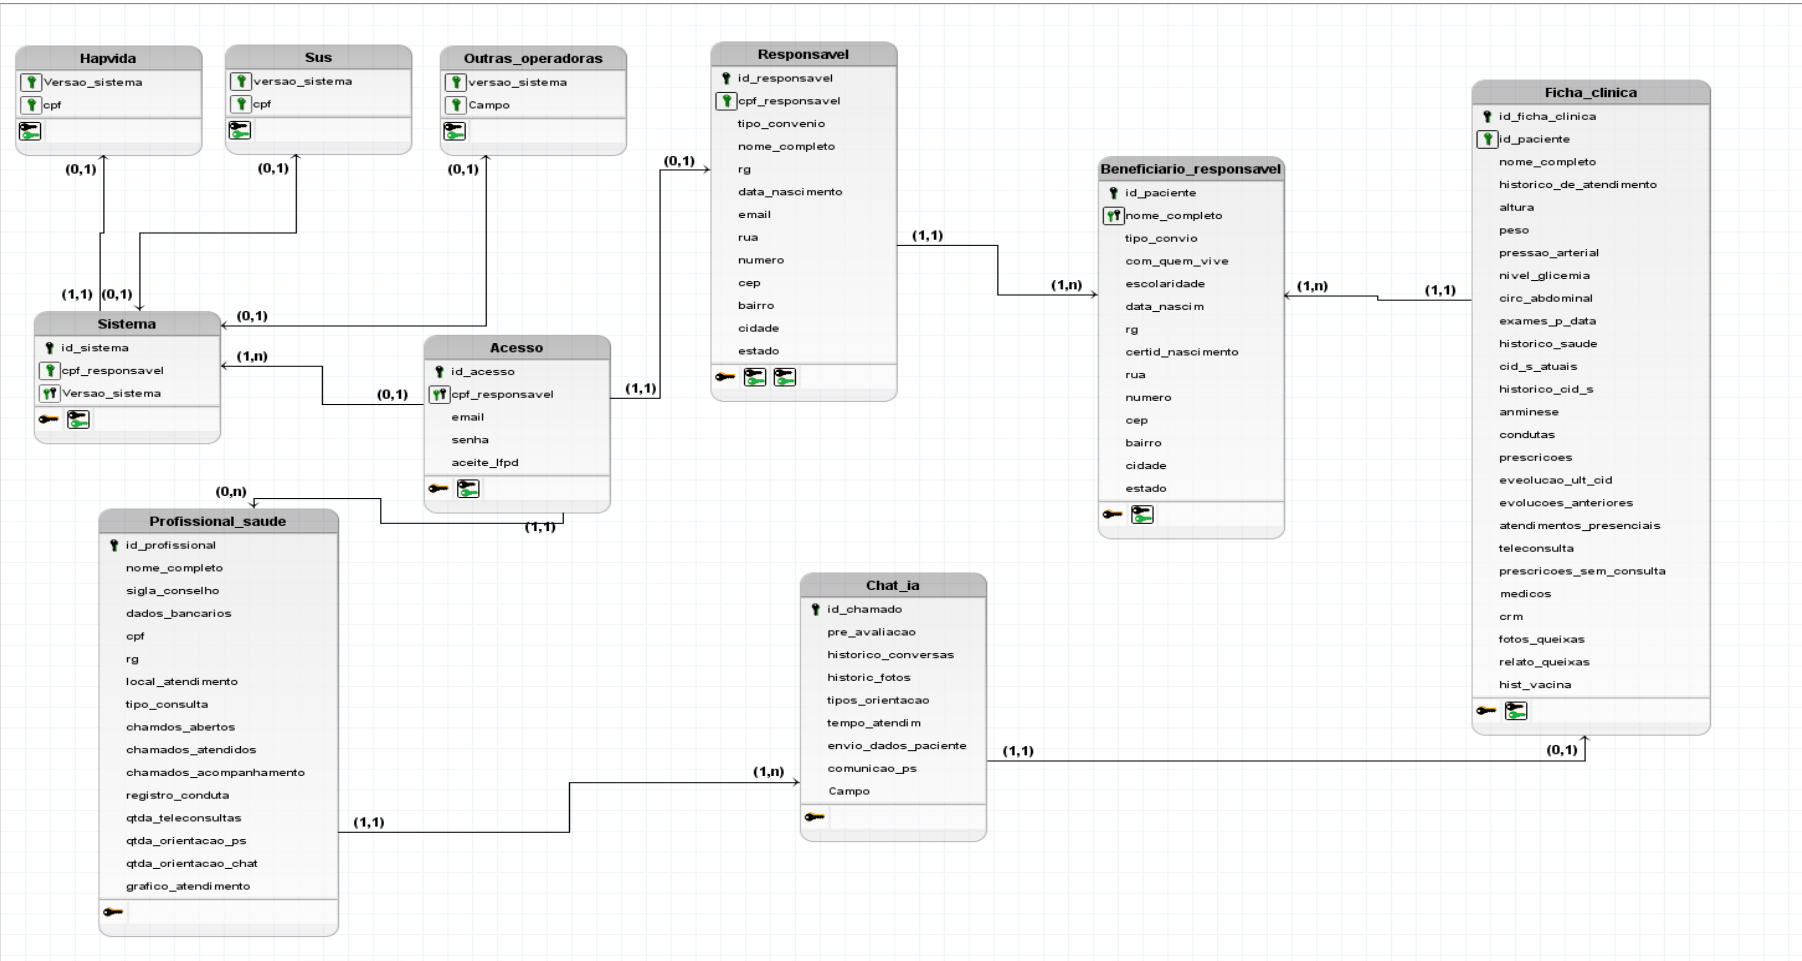 Hapvida
Versao_sistema
cpf
(0,1)
Sus
versao_sistema
cpf
(0,1)
Outras_operadoras
versao_sistema
Campo
(0,1)
Responsavel
id_responsavel
cpf_responsavel
tipo_convenio
nome_completo
rg
data_nascimento
email
rua
numero
cep
bairro
cidade
estado
(0,1)
(1,1)
(1,n)
Beneficiario_responsavel
id_paciente
nome_completo
tipo_convio
com_quem_vive
escolaridade
data_nascim
rg
certid_nascimento
rua
numero
cep
bairro
cidade
estado
(1,n)
(1,1)
Ficha_clinica
id_ficha_clinica
id_paciente
nome_completo
historico_de_atendimento
altura
peso
pressao_arterial
nivel_glicemia
circ_abdominal
exames_p_data
historico_saude
cid_s_atuais
historico_cid_s
anminese
condutas
prescricoes
eveolucao_ult_cid
evolucoes_anteriores
atendimentos_presenciais
teleconsulta
prescricoes_sem_consulta
medicos
crm
fotos_queixas
relato_queixas
hist_vacina
(0,1)
(1,1)
(0,1)
(0,1)
(1,n)
Sistema
id_sistema
cpf_responsavel
Versao_sistema
(0,1)
Acesso
id_acesso
cpf_responsavel
email
senha
aceite_lfpd
(1,1)
(1,1)
(0,n)
Profissional_saude
id_profissional
nome_completo
sigla_conselho
dados_bancarios
cpf
rg
local_atendimento
tipo_consulta
chamdos_abertos
chamados_atendidos
chamados_acompanhamento
registro_conduta
qtda_teleconsultas
qtda_orientacao_ps
qtda_orientacao_chat
grafico_atendimento
(1,1)
(1,n)
Chat_ia
id_chamado
pre_avaliacao
historico_conversas
historic_fotos
tipos_orientacao
tempo_atendim
envio_dados_paciente
comunicao_ps
Campo
(1,1)